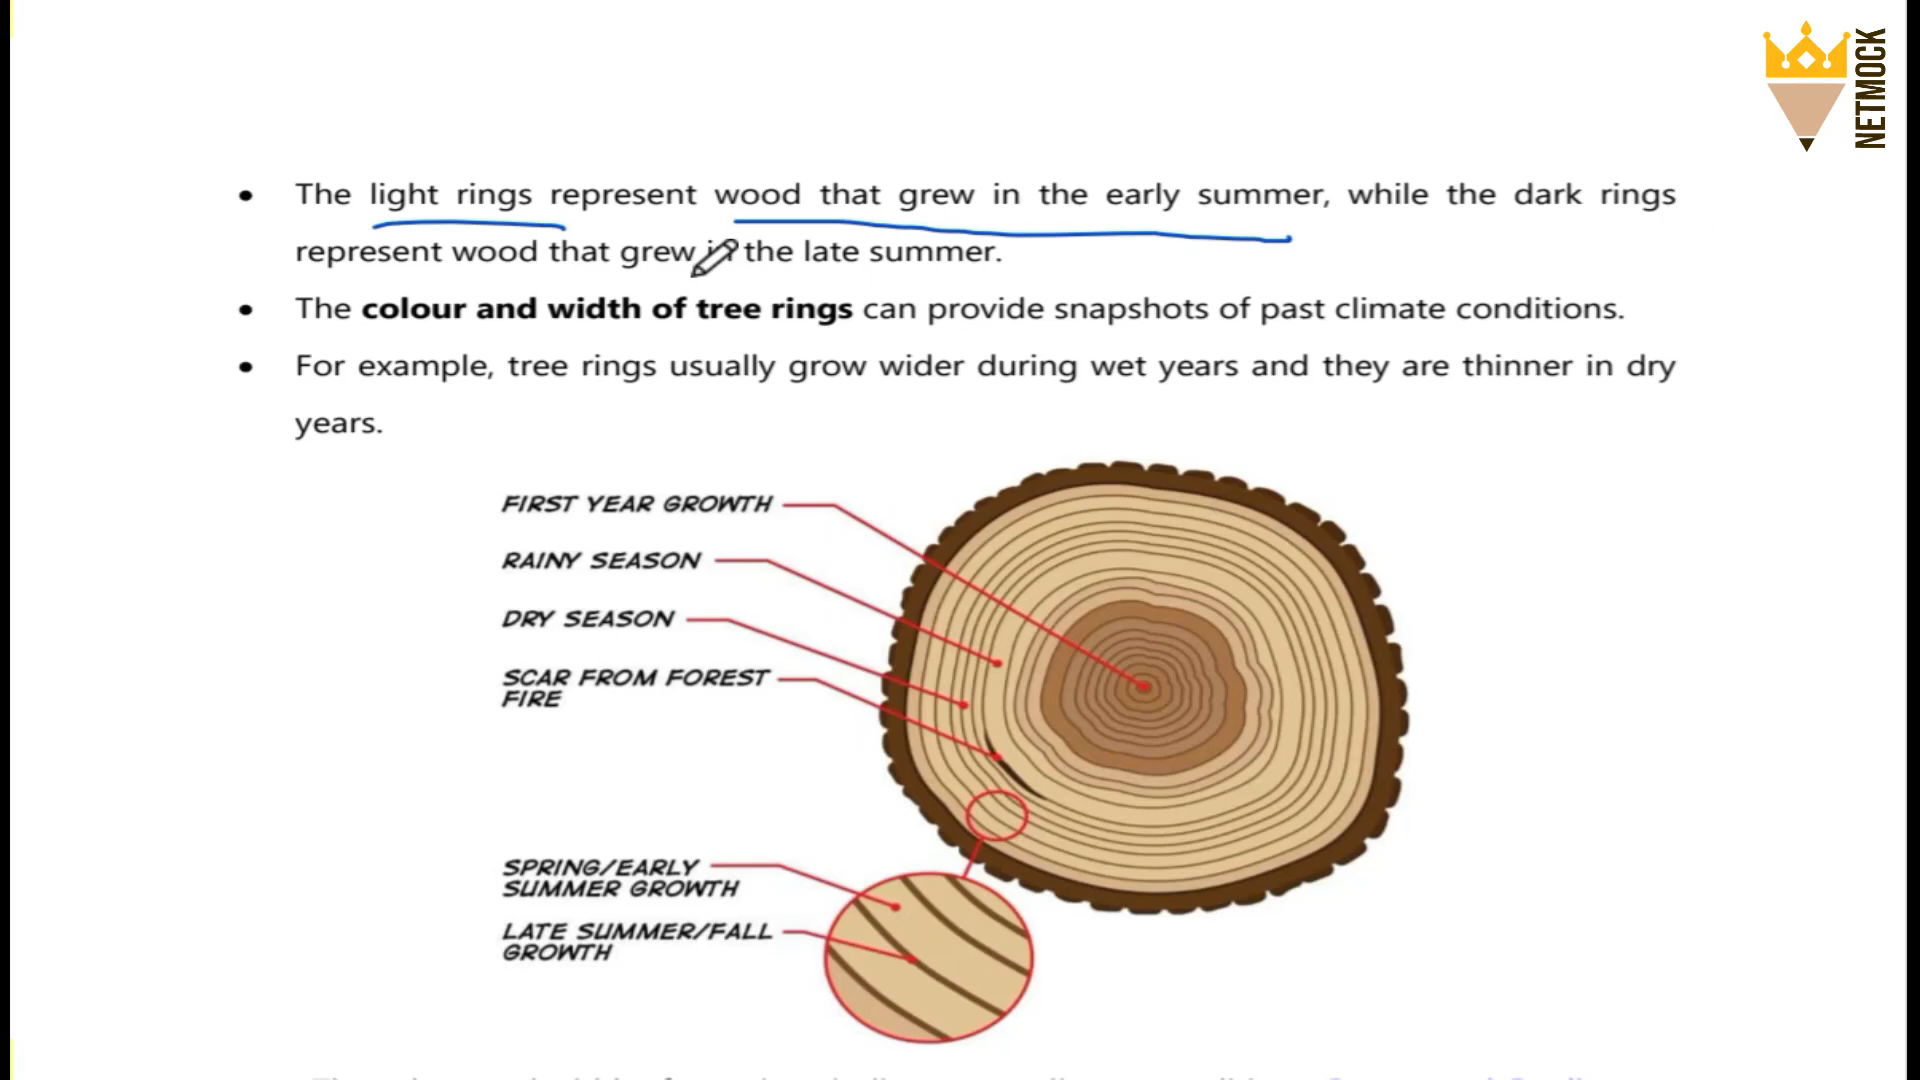 NETMOCK
• The light rings represent wood that grew in the early summer, while the dark rings
represent wood that grew in the late summer.
• The colour and width of tree rings can provide snapshots of past climate conditions.
• For example, tree rings usually grow wider during wet years and they are thinner in dry
years.
FIRST YEAR GROWTH
RAINY SEASON
DRY SEASON
SCAR FROM FOREST
FIRE
SPRING/EARLY
SUMMER GROWTH
LATE SUMMER/FALL
GROWTH